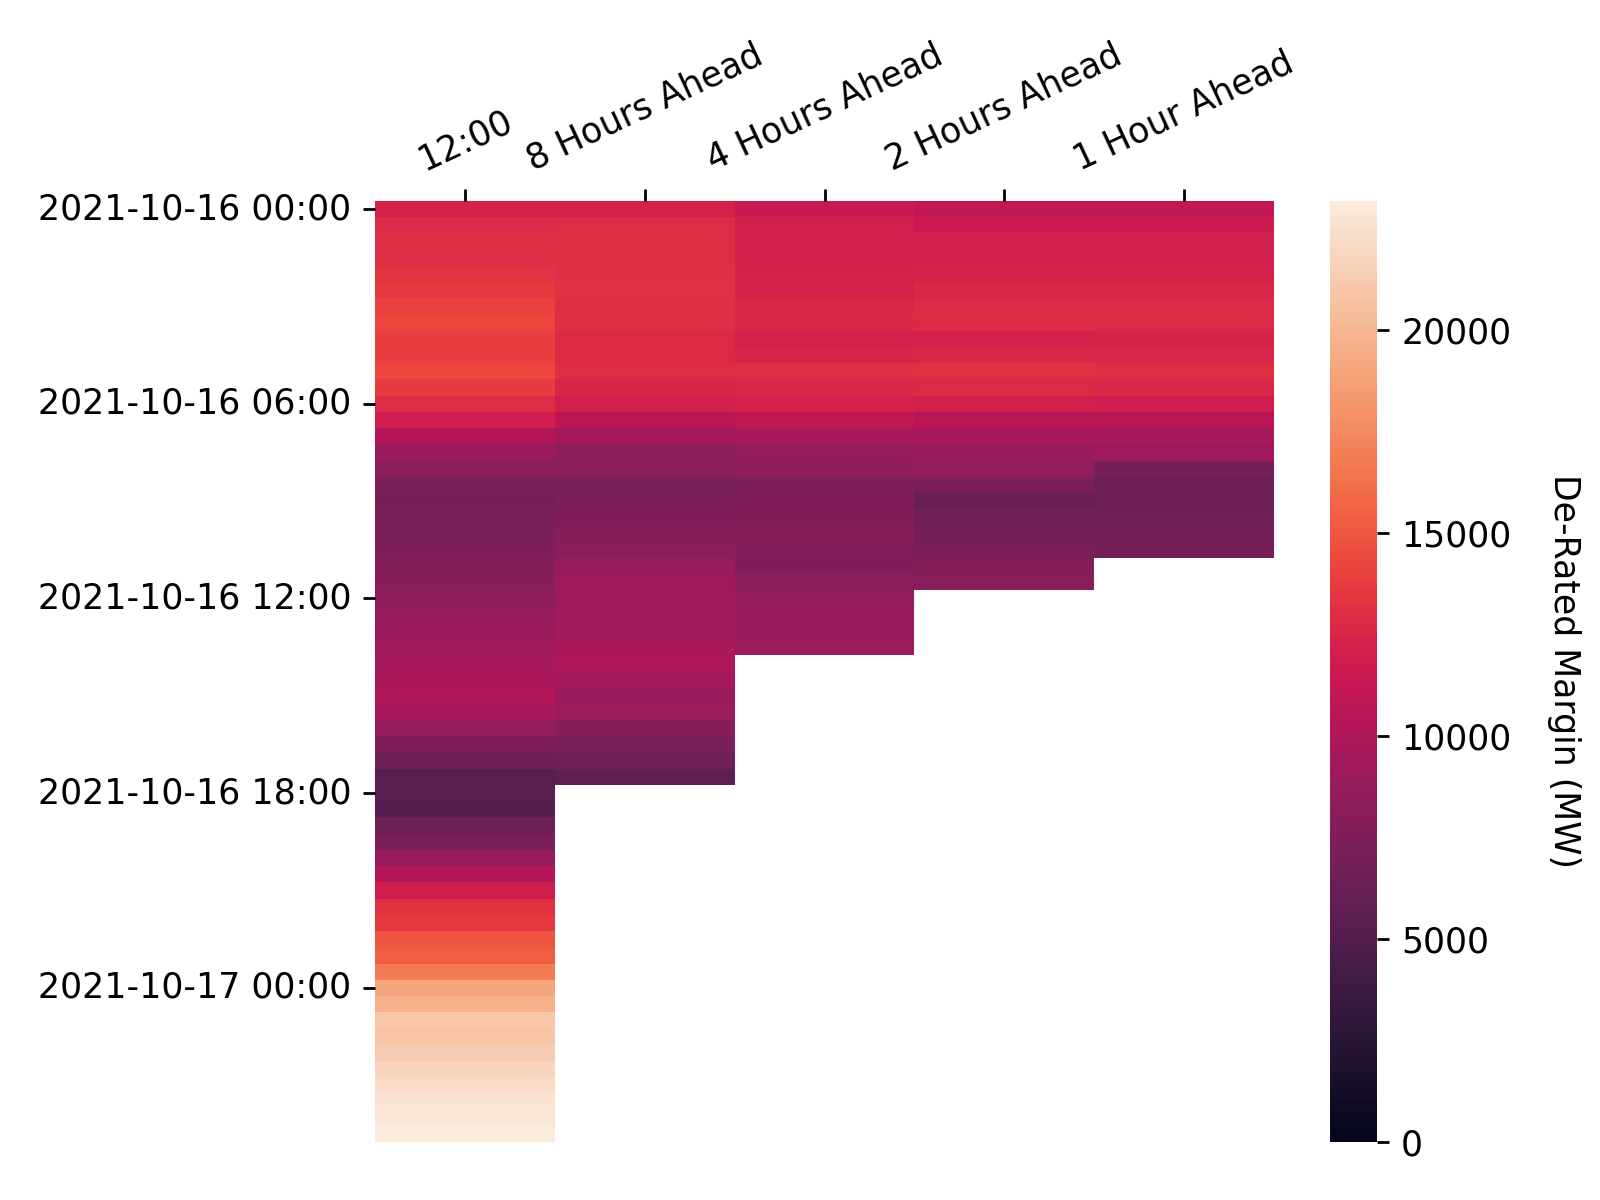 12:00
8 Hours Ahead
4 Hours Ahead
2 Hours Ahead
1 Hour Ahead
2021-10-16 00:00
2021-10-16 06:00
2021-10-16 12:00
2021-10-16 18:00
2021-10-17 00:00
20000
15000
10000
5000
0
De-Rated Margin (MW)